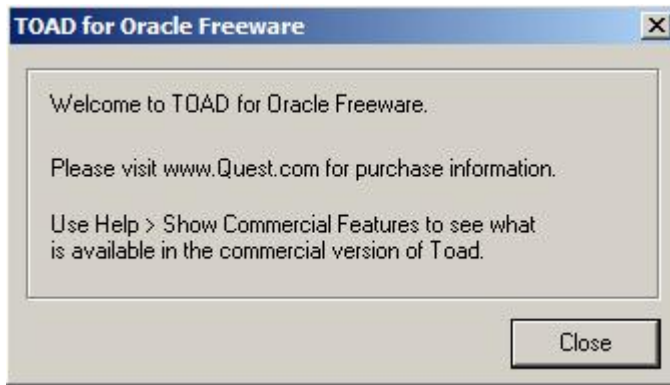 TOAD for Oracle Freeware
Welcome to TOAD for Oracle Freeware.
Please visit www.Quest.com for purchase information.
Use Help > Show Commercial Features to see what
is available in the commercial version of Toad.
Close